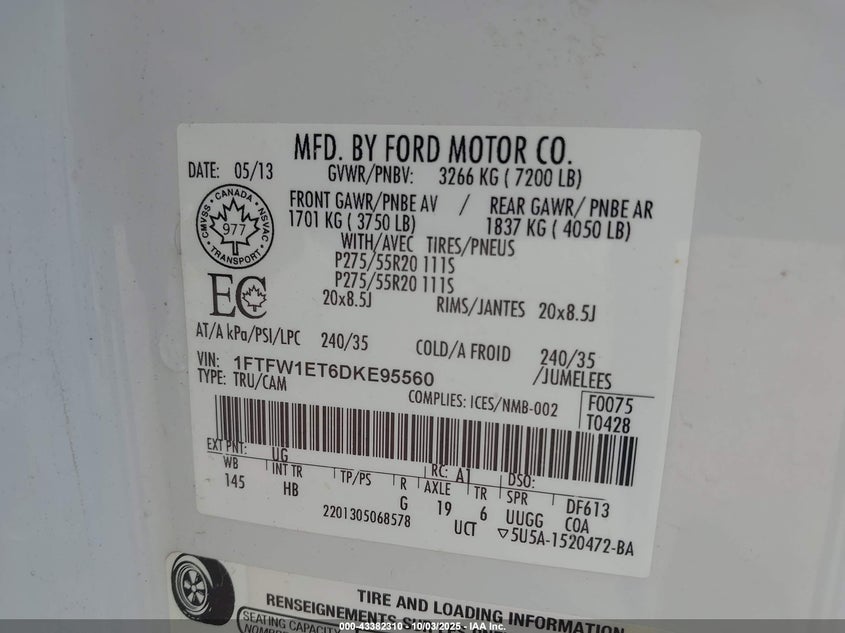 MFD. BY FORD MOTOR CO.
DATE: 05/13
GVWR/PNBV: 3266 KG ( 7200 LB)
FRONT GAWR/PNBE AV / REAR GAWR/ PNBE AR
1701 KG ( 3750 LB) 1837 KG ( 4050 LB)
WITH/AVEC TIRES/PNEUS
P275/55R20 111S
P275/55R20 111S
20x8.5J RIMS/JANTES 20x8.5J
CANADA
CMVSS NSVAC
977
TRANSPORT
EC
AT/A kPa/PSI/LPC 240/35 COLD/A FROID 240/35
VIN: 1FTFW1ET6DKE95560 /JUMELEES
TYPE: TRU/CAM
COMPLIES: ICES/NMB-002
F0075
T0428
EXT PNT: UG RC: A1 DSO:
WB INT TR TP/PS R AXLE TR SPR DF613
145 HB G 19 6 UUGG COA
2201305068578 UCT ▽5U5A-1520472-BA
TIRE AND LOADING INFORMATION
RENSEIGNEMENTS
SEATING CAPACITY
000-43382310 - 10/03/2025 - IAA, Inc.